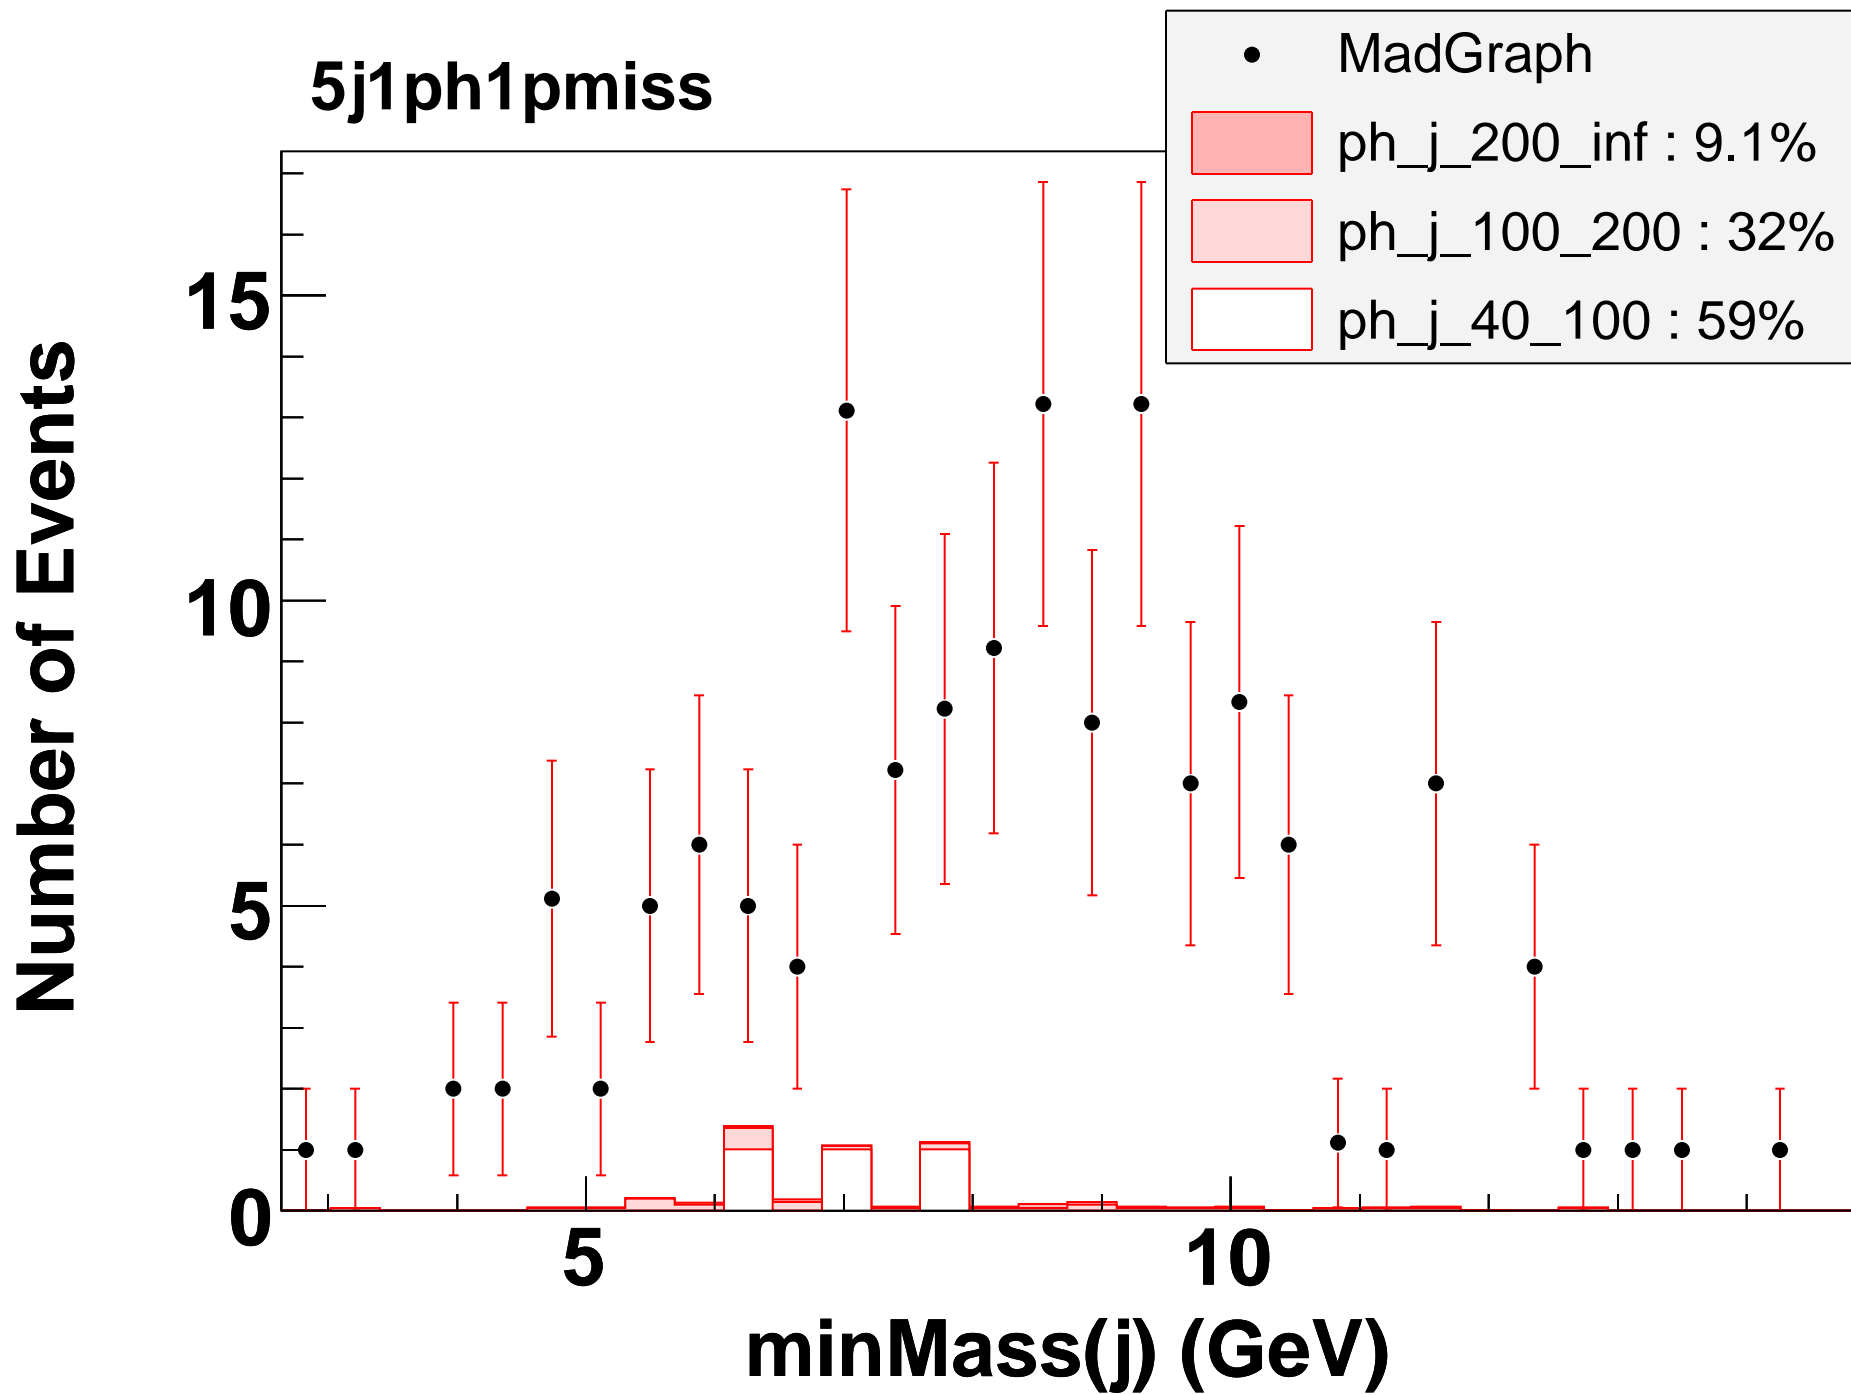 5j1ph1pmiss
MadGraph
ph_j_200_inf : 9.1%
ph_j_100_200 : 32%
ph_j_40_100 : 59%
Number of Events
15
10
5
0
5
10
minMass(j) (GeV)